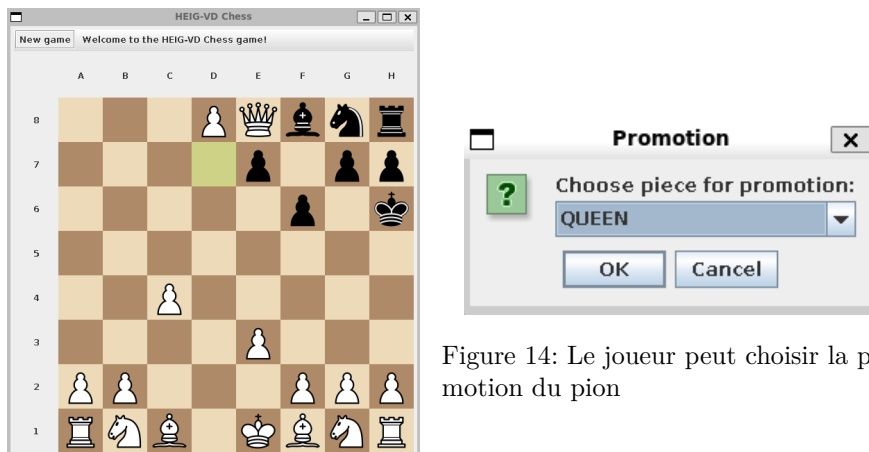 HEIG-VD Chess
New game Welcome to the HEIG-VD Chess game!
A B C D E F G H
8
7
6
5
4
3
2
1
Promotion
?
Choose piece for promotion:
QUEEN
OK Cancel
Figure 14: Le joueur peut choisir la p
motion du pion